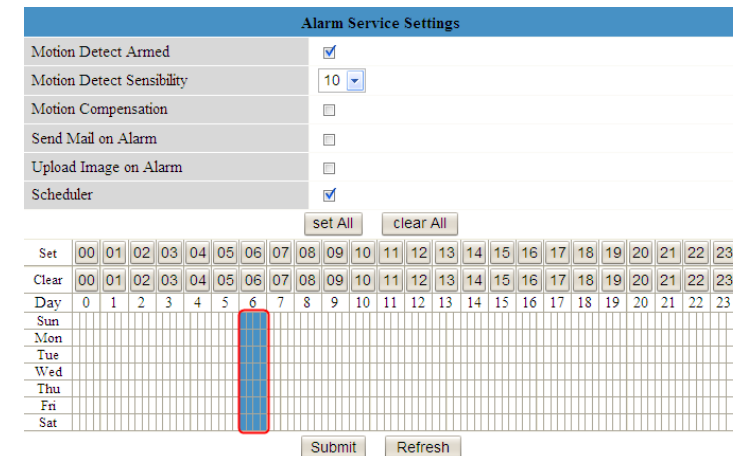 Alarm Service Settings
Motion Detect Armed
Motion Detect Sensibility 10
Motion Compensation
Send Mail on Alarm
Upload Image on Alarm
Scheduler
set All clear All
Set 00 01 02 03 04 05 06 07 08 09 10 11 12 13 14 15 16 17 18 19 20 21 22 23
Clear 00 01 02 03 04 05 06 07 08 09 10 11 12 13 14 15 16 17 18 19 20 21 22 23
Day 0 1 2 3 4 5 6 7 8 9 10 11 12 13 14 15 16 17 18 19 20 21 22 23
Sun
Mon
Tue
Wed
Thu
Fri
Sat
Submit Refresh